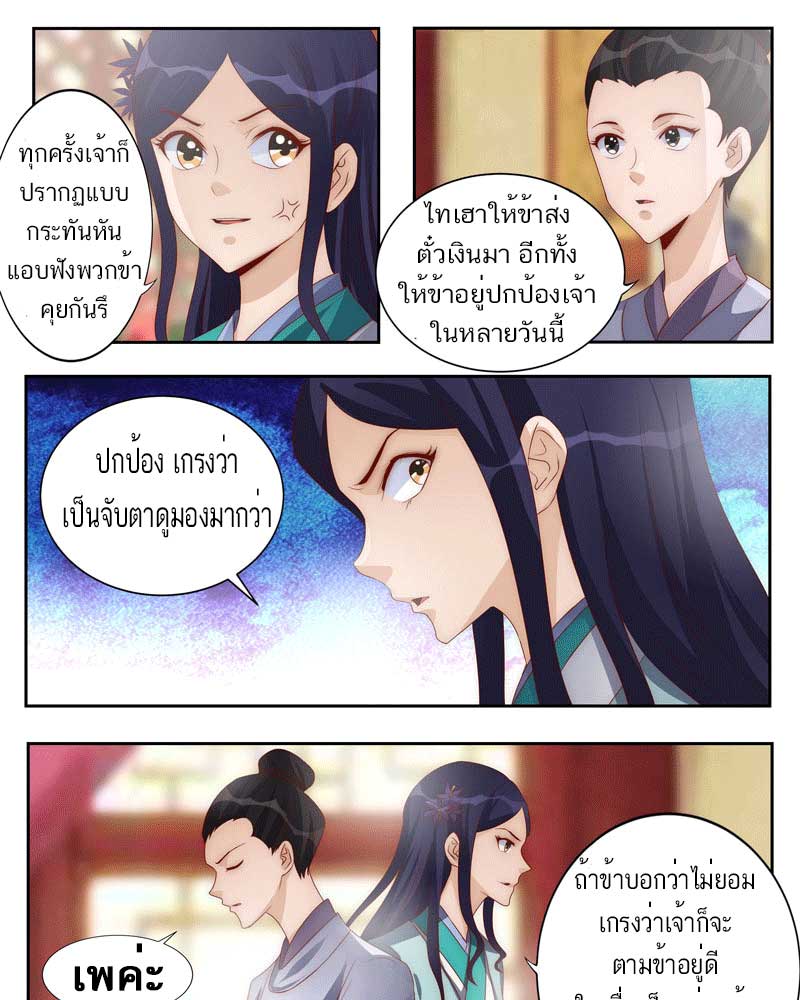 ทุกครั้งเจ้าก็
ปรากฏแบบ
กระทันหัน
แอบฟังพวกข้า
คุยกันรึ
ไทเฮาให้ข้าส่ง
ตั๋วเงินมา อีกทั้ง
ให้ข้าอยู่ปกป้องเจ้า
ในหลายวันนี้
ปกป้อง เกรงว่า
เป็นจับตาดูมองมากว่า
ถ้าข้าบอกว่าไม่ยอม
เกรงว่าเจ้าก็จะ
ตามข้าอยู่ดี
เพค่ะ